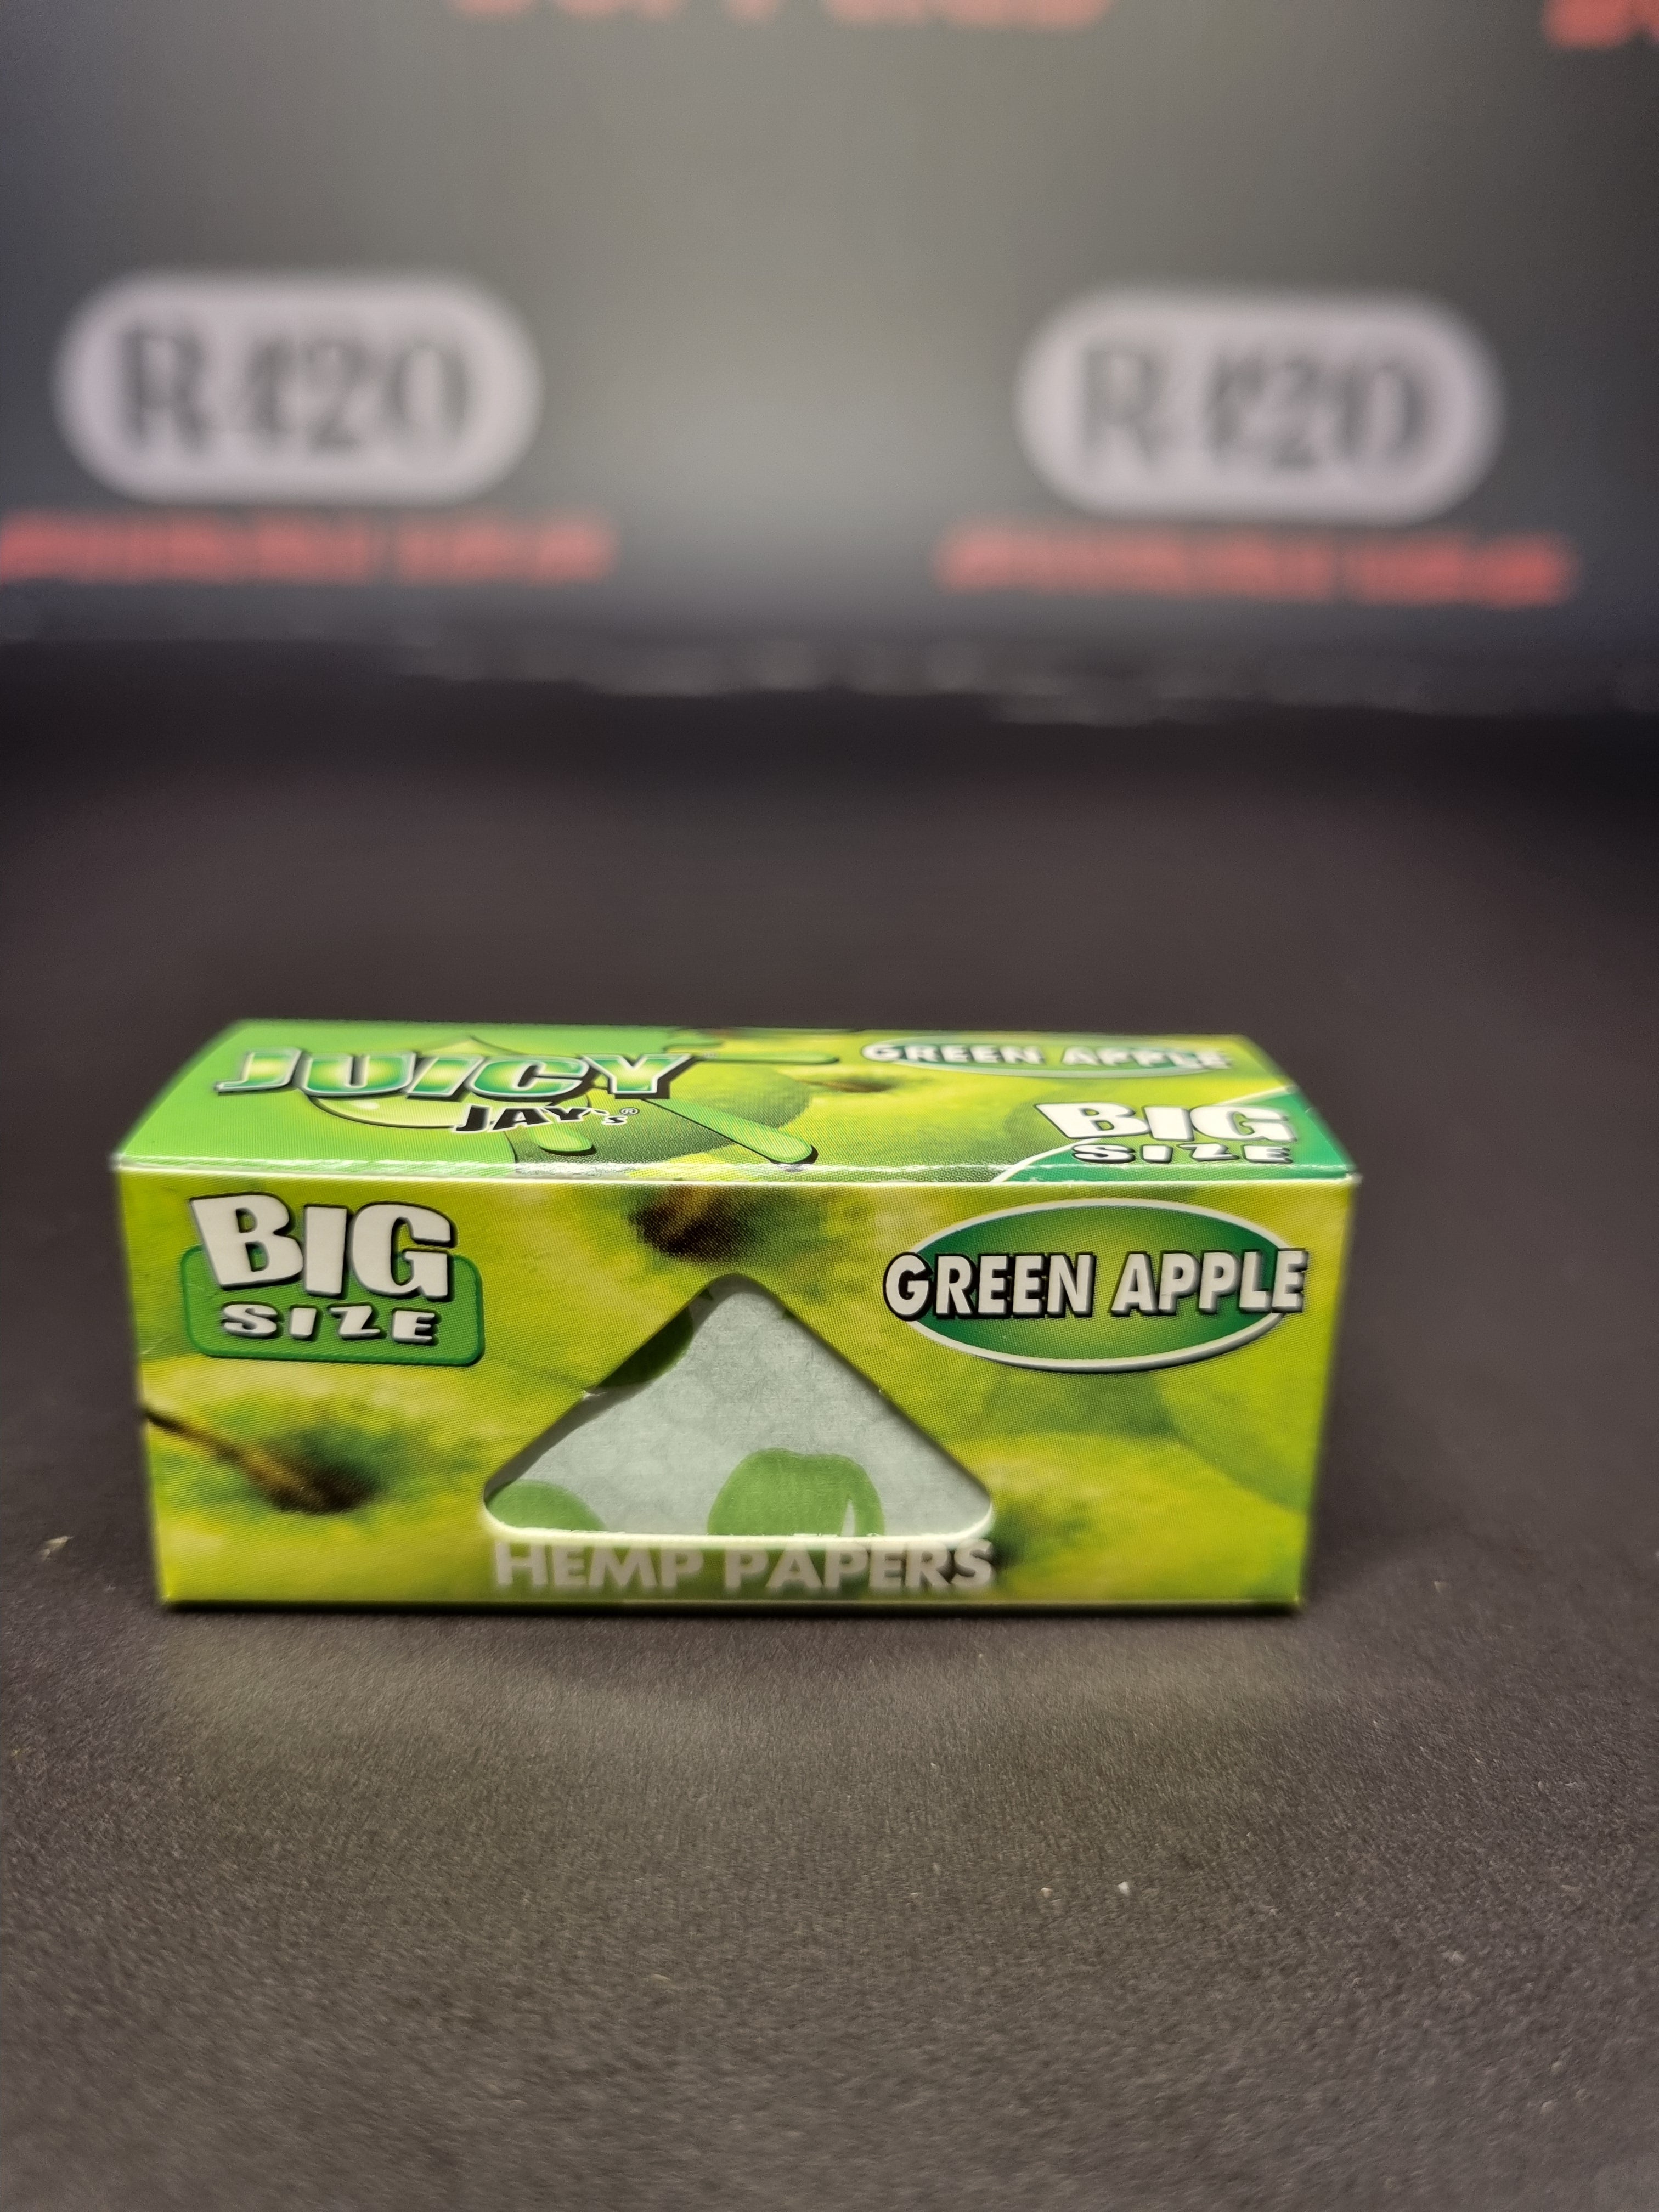 R420
R420
JUICY
JAY's®
GREEN APPLE
BIG
SIZE
BIG
SIZE
GREEN APPLE
HEMP PAPERS